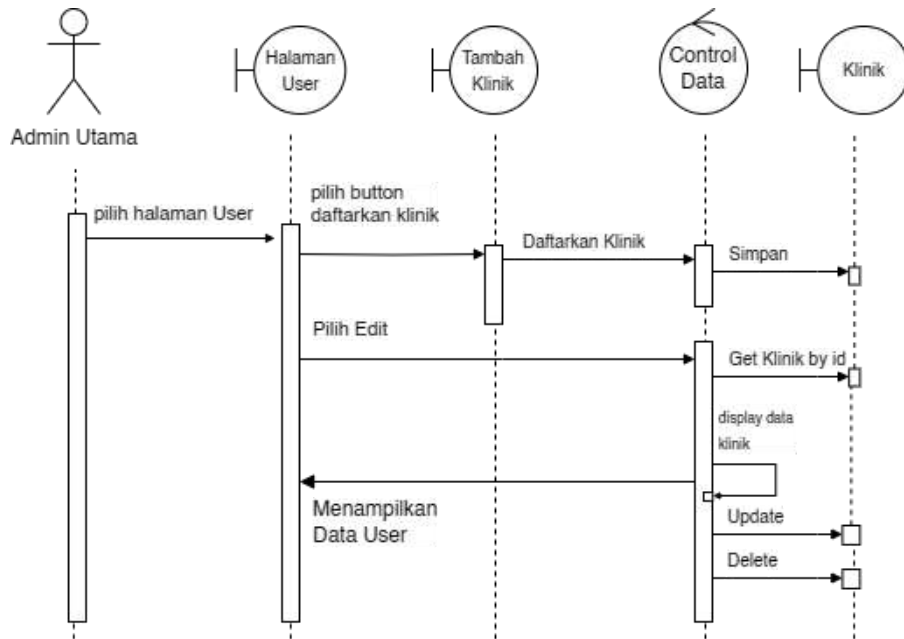 Halaman
User
Tambah
Klinik
Control
Data
Klinik
Admin Utama
pilih halaman User
pilih button
daftarkan klinik
Daftarkan Klinik
Simpan
Pilih Edit
Get Klinik by id
display data
klinik
Menampilkan
Data User
Update
Delete